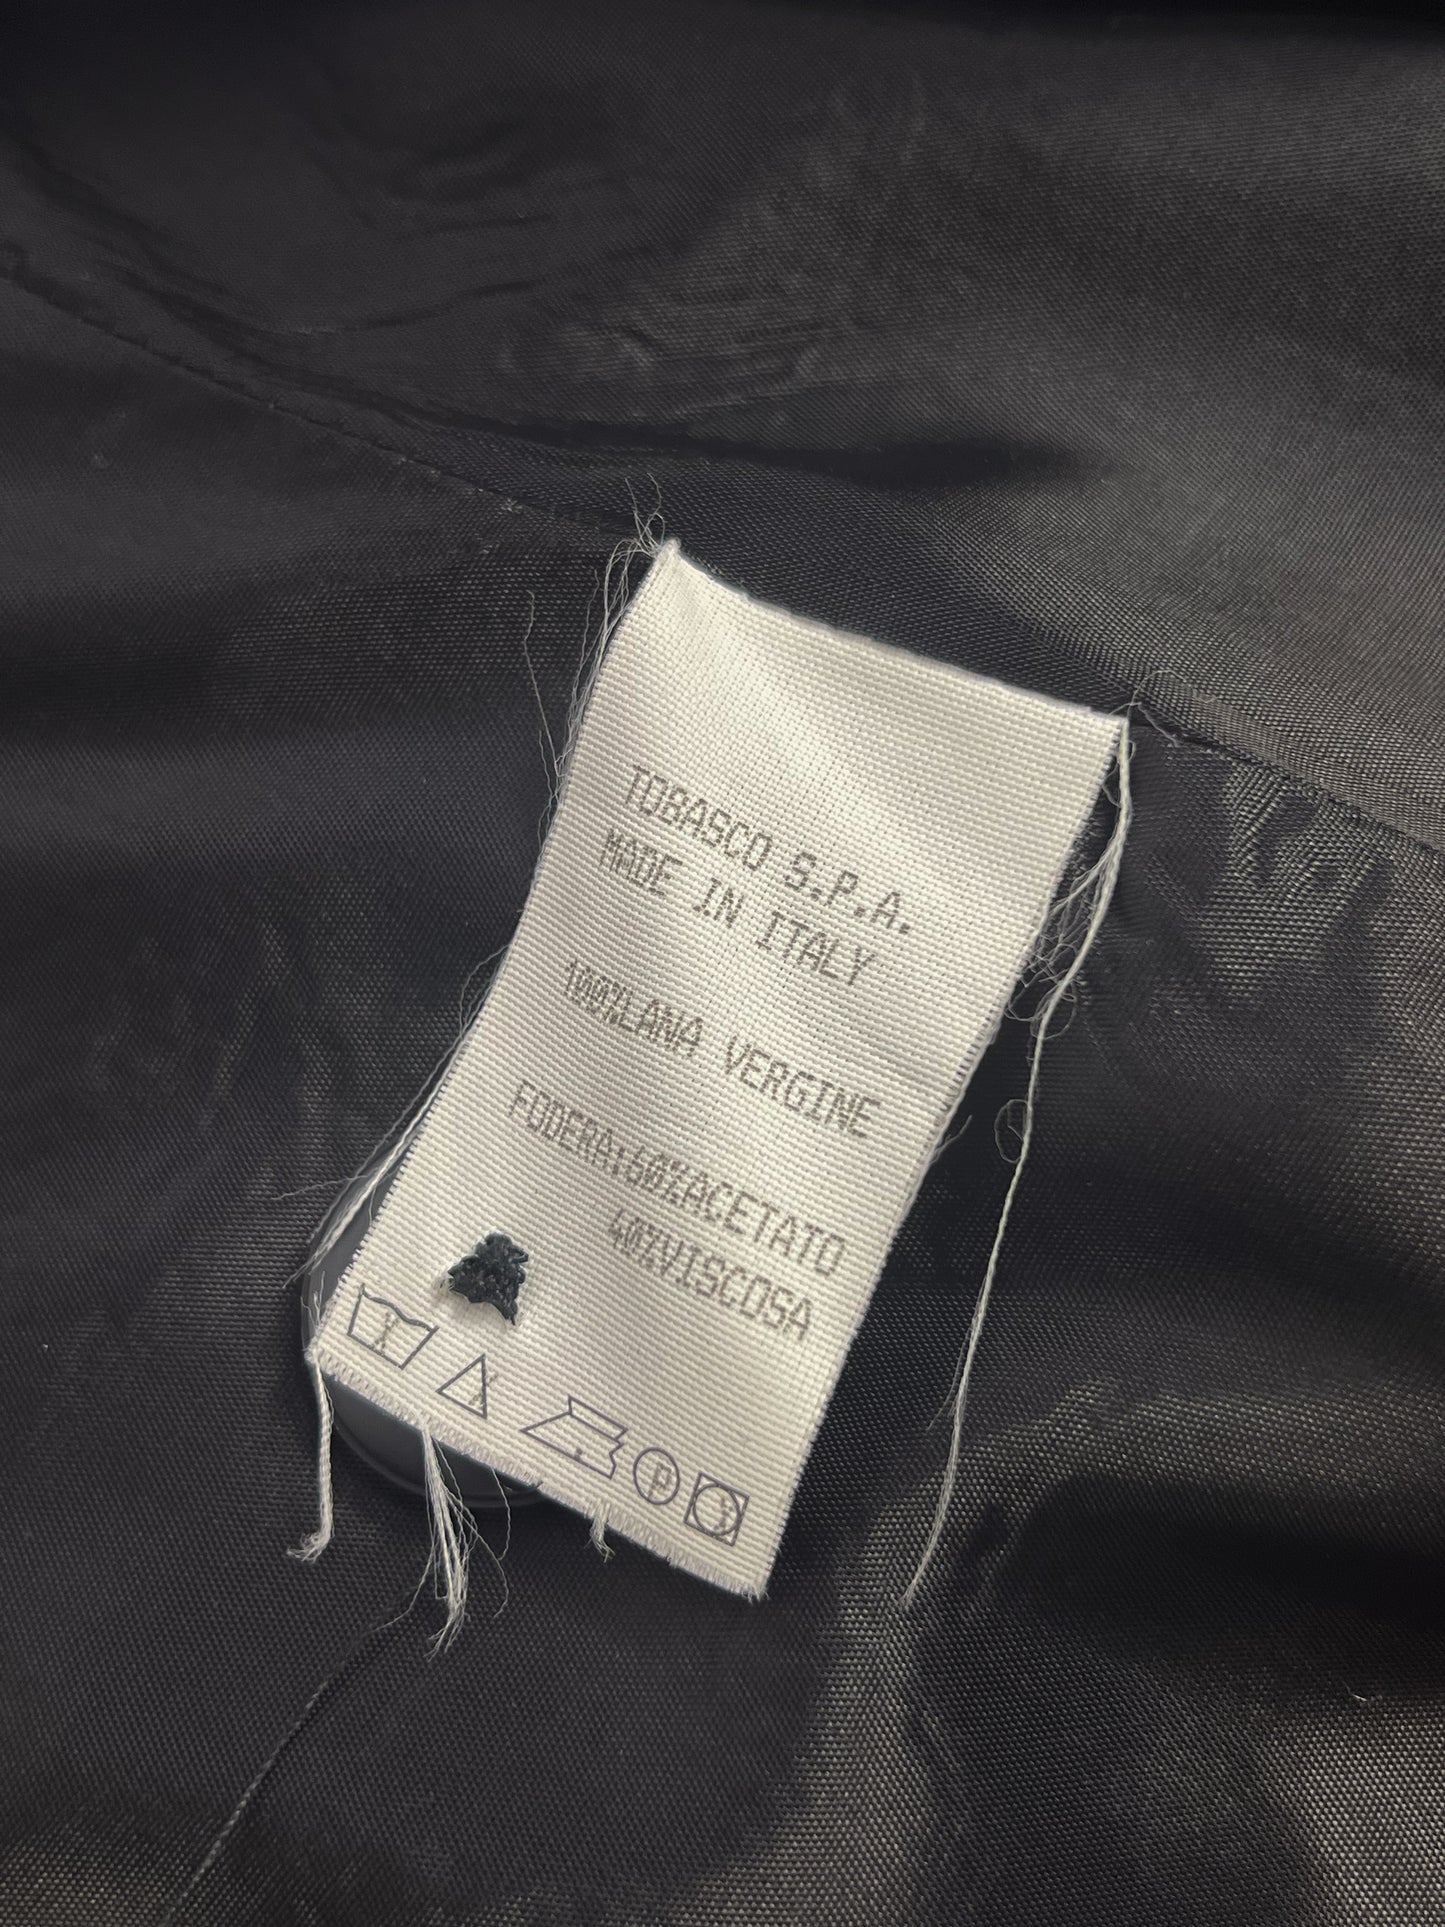 TOBASCO S.P.A.
MADE IN ITALY
100%LANA VERGINE
FODERA:60%ACETATO
40%VISCOSA
P